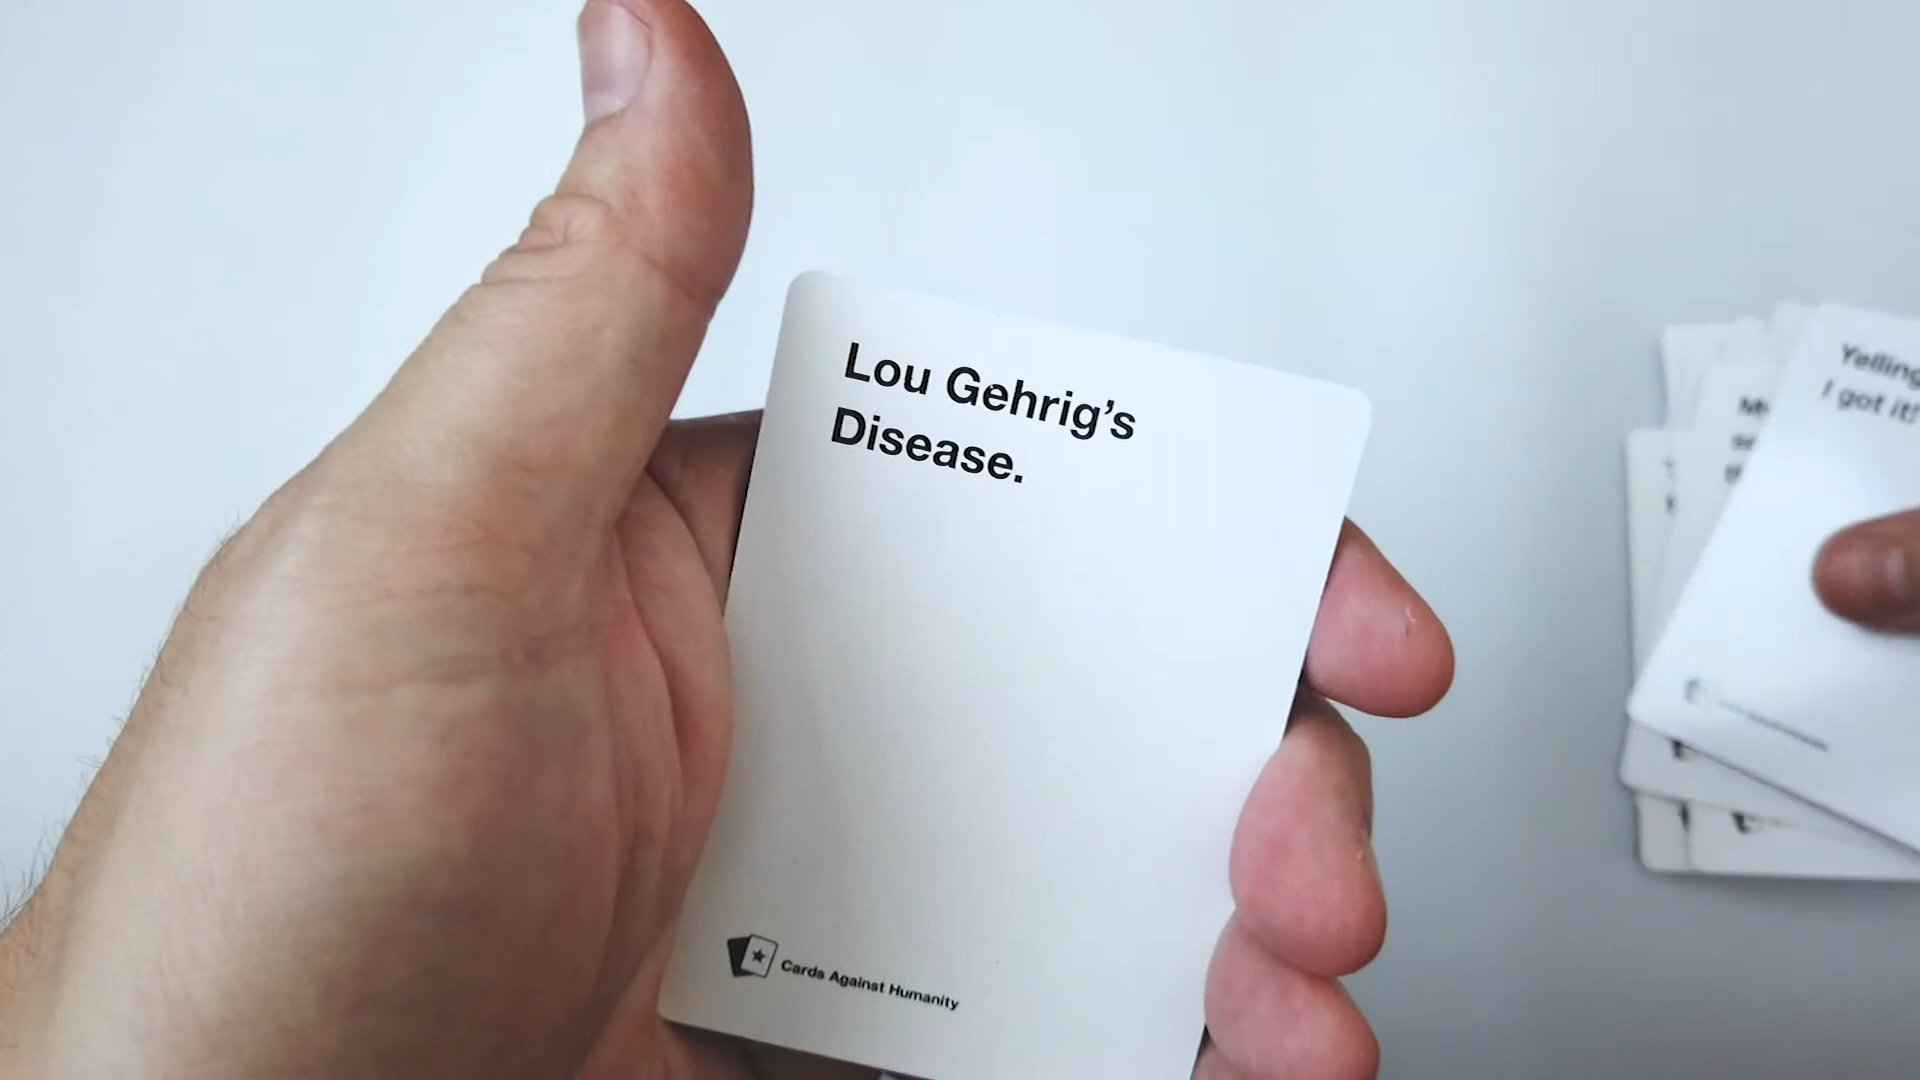 Lou Gehrig's
Disease.
Cards Against Humanity
Yelling
I got it!